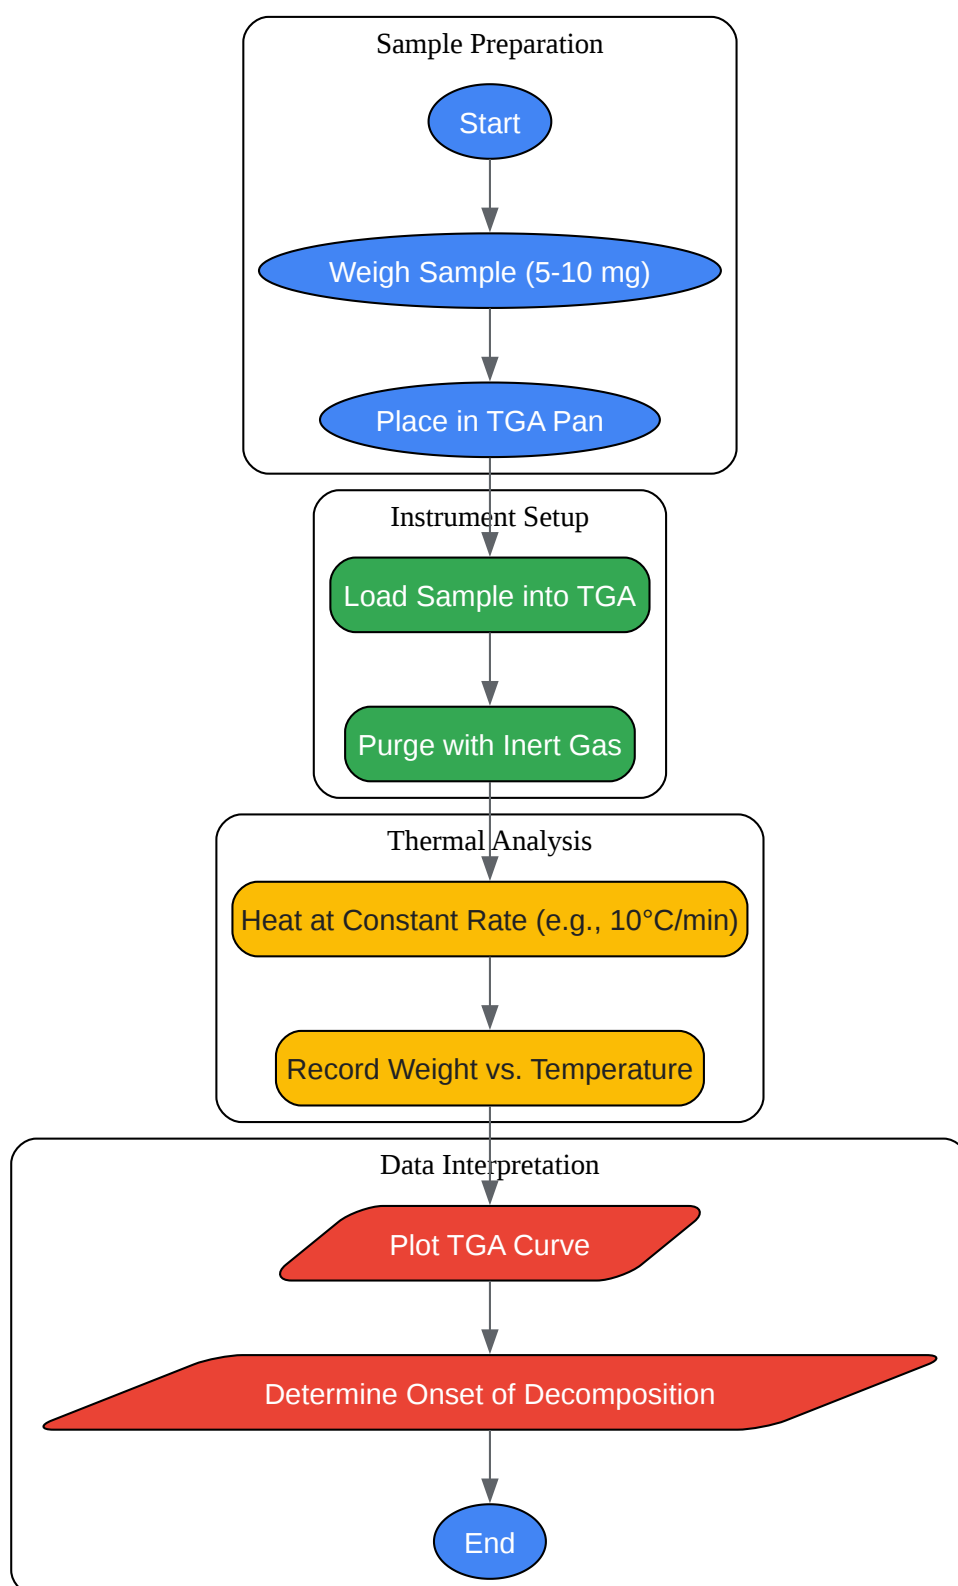 Sample Preparation
Start
Weigh Sample (5-10 mg)
Place in TGA Pan
Instrument Setup
Load Sample into TGA
Purge with Inert Gas
Thermal Analysis
Heat at Constant Rate (e.g., 10°C/min)
Record Weight vs. Temperature
Data Interpretation
Plot TGA Curve
Determine Onset of Decomposition
End